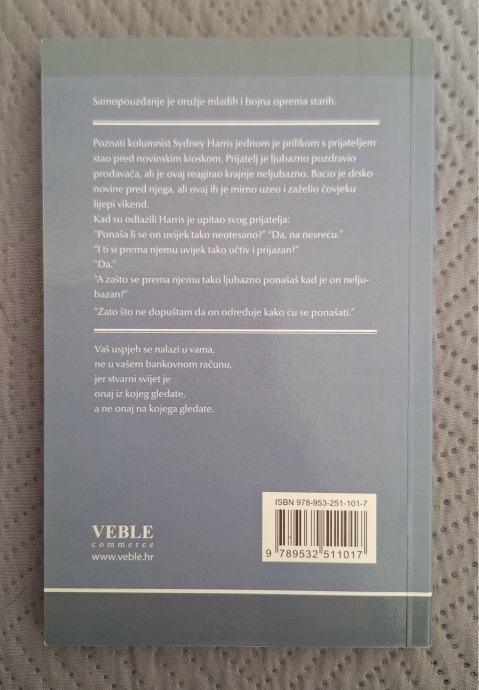 Samopouzdanje je oružje mladih i bojna oprema starih.
Poznati kolumnist Sydney Harris jednom je prilikom s prijateljem
stao pred novinskim kioskom. Prijatelj je ljubazno pozdravio
prodavača, ali je ovaj reagirao krajnje neljubazno. Bacio je drsko
novine pred njega, ali ovaj ih je mirno uzeo i zaželio čovjeku
lijepi vikend.
Kad su odlazili Harris je upitao svog prijatelja:
"Ponaša li se on uvijek tako neotesano?" "Da, na nesreću."
"I ti si prema njemu uvijek tako učtiv i prijazan?"
"Da."
"A zašto se prema njemu tako ljubazno ponašaš kad je on nelju-
bazan?"
"Zato što ne dopuštam da on određuje kako ću se ponašati."
Vaš uspjeh se nalazi u vama,
ne u vašem bankovnom računu,
jer stvarni svijet je
onaj iz kojeg gledate,
a ne onaj na kojega gledate.
ISBN 978-953-251-101-7
9 789532 511017
VEBLE
commerce
www.veble.hr